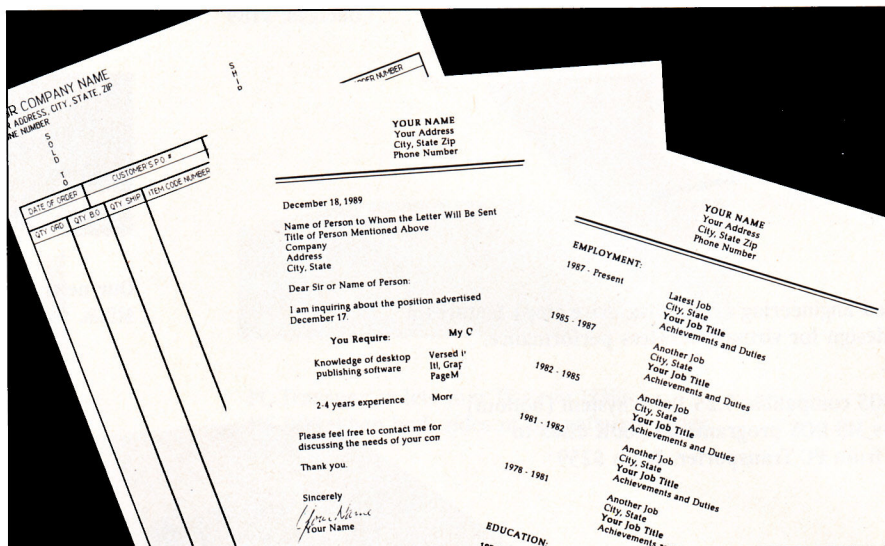 COMPANY NAME
ADDRESS, CITY, STATE, ZIP
NUMBER
SOLD TO
SHIP
ORDER NUMBER
DATE OF ORDER
CUSTOMER'S P.O. #
QTY ORD
QTY B.O
QTY SHIP
ITEM CODE NUMBER
YOUR NAME
Your Address
City, State Zip
Phone Number
December 18, 1989
Name of Person to Whom the Letter Will Be Sent
Title of Person Mentioned Above
Company
Address
City, State
Dear Sir or Name of Person:
I am inquiring about the position advertised
December 17.
You Require: My
Knowledge of desktop Versed
publishing software
2-4 years experience
Please feel free to contact me for
discussing the needs of your
Thank you.
Sincerely
Your Name
Your Name
YOUR NAME
Your Address
City, State Zip
Phone Number
EMPLOYMENT:
1987 - Present
Latest Job
City, State
Your Job Title
Achievements and Duties
1985 - 1987
Another Job
City, State
Your Job Title
Achievements and Duties
1982 - 1985
Another Job
City, State
Your Job Title
Achievements and Duties
1981 - 1982
Another Job
City, State
Your Job Title
Achievements and Duties
1978 - 1981
Another Job
City, State
Your Job Title
Achievements
EDUCATION: